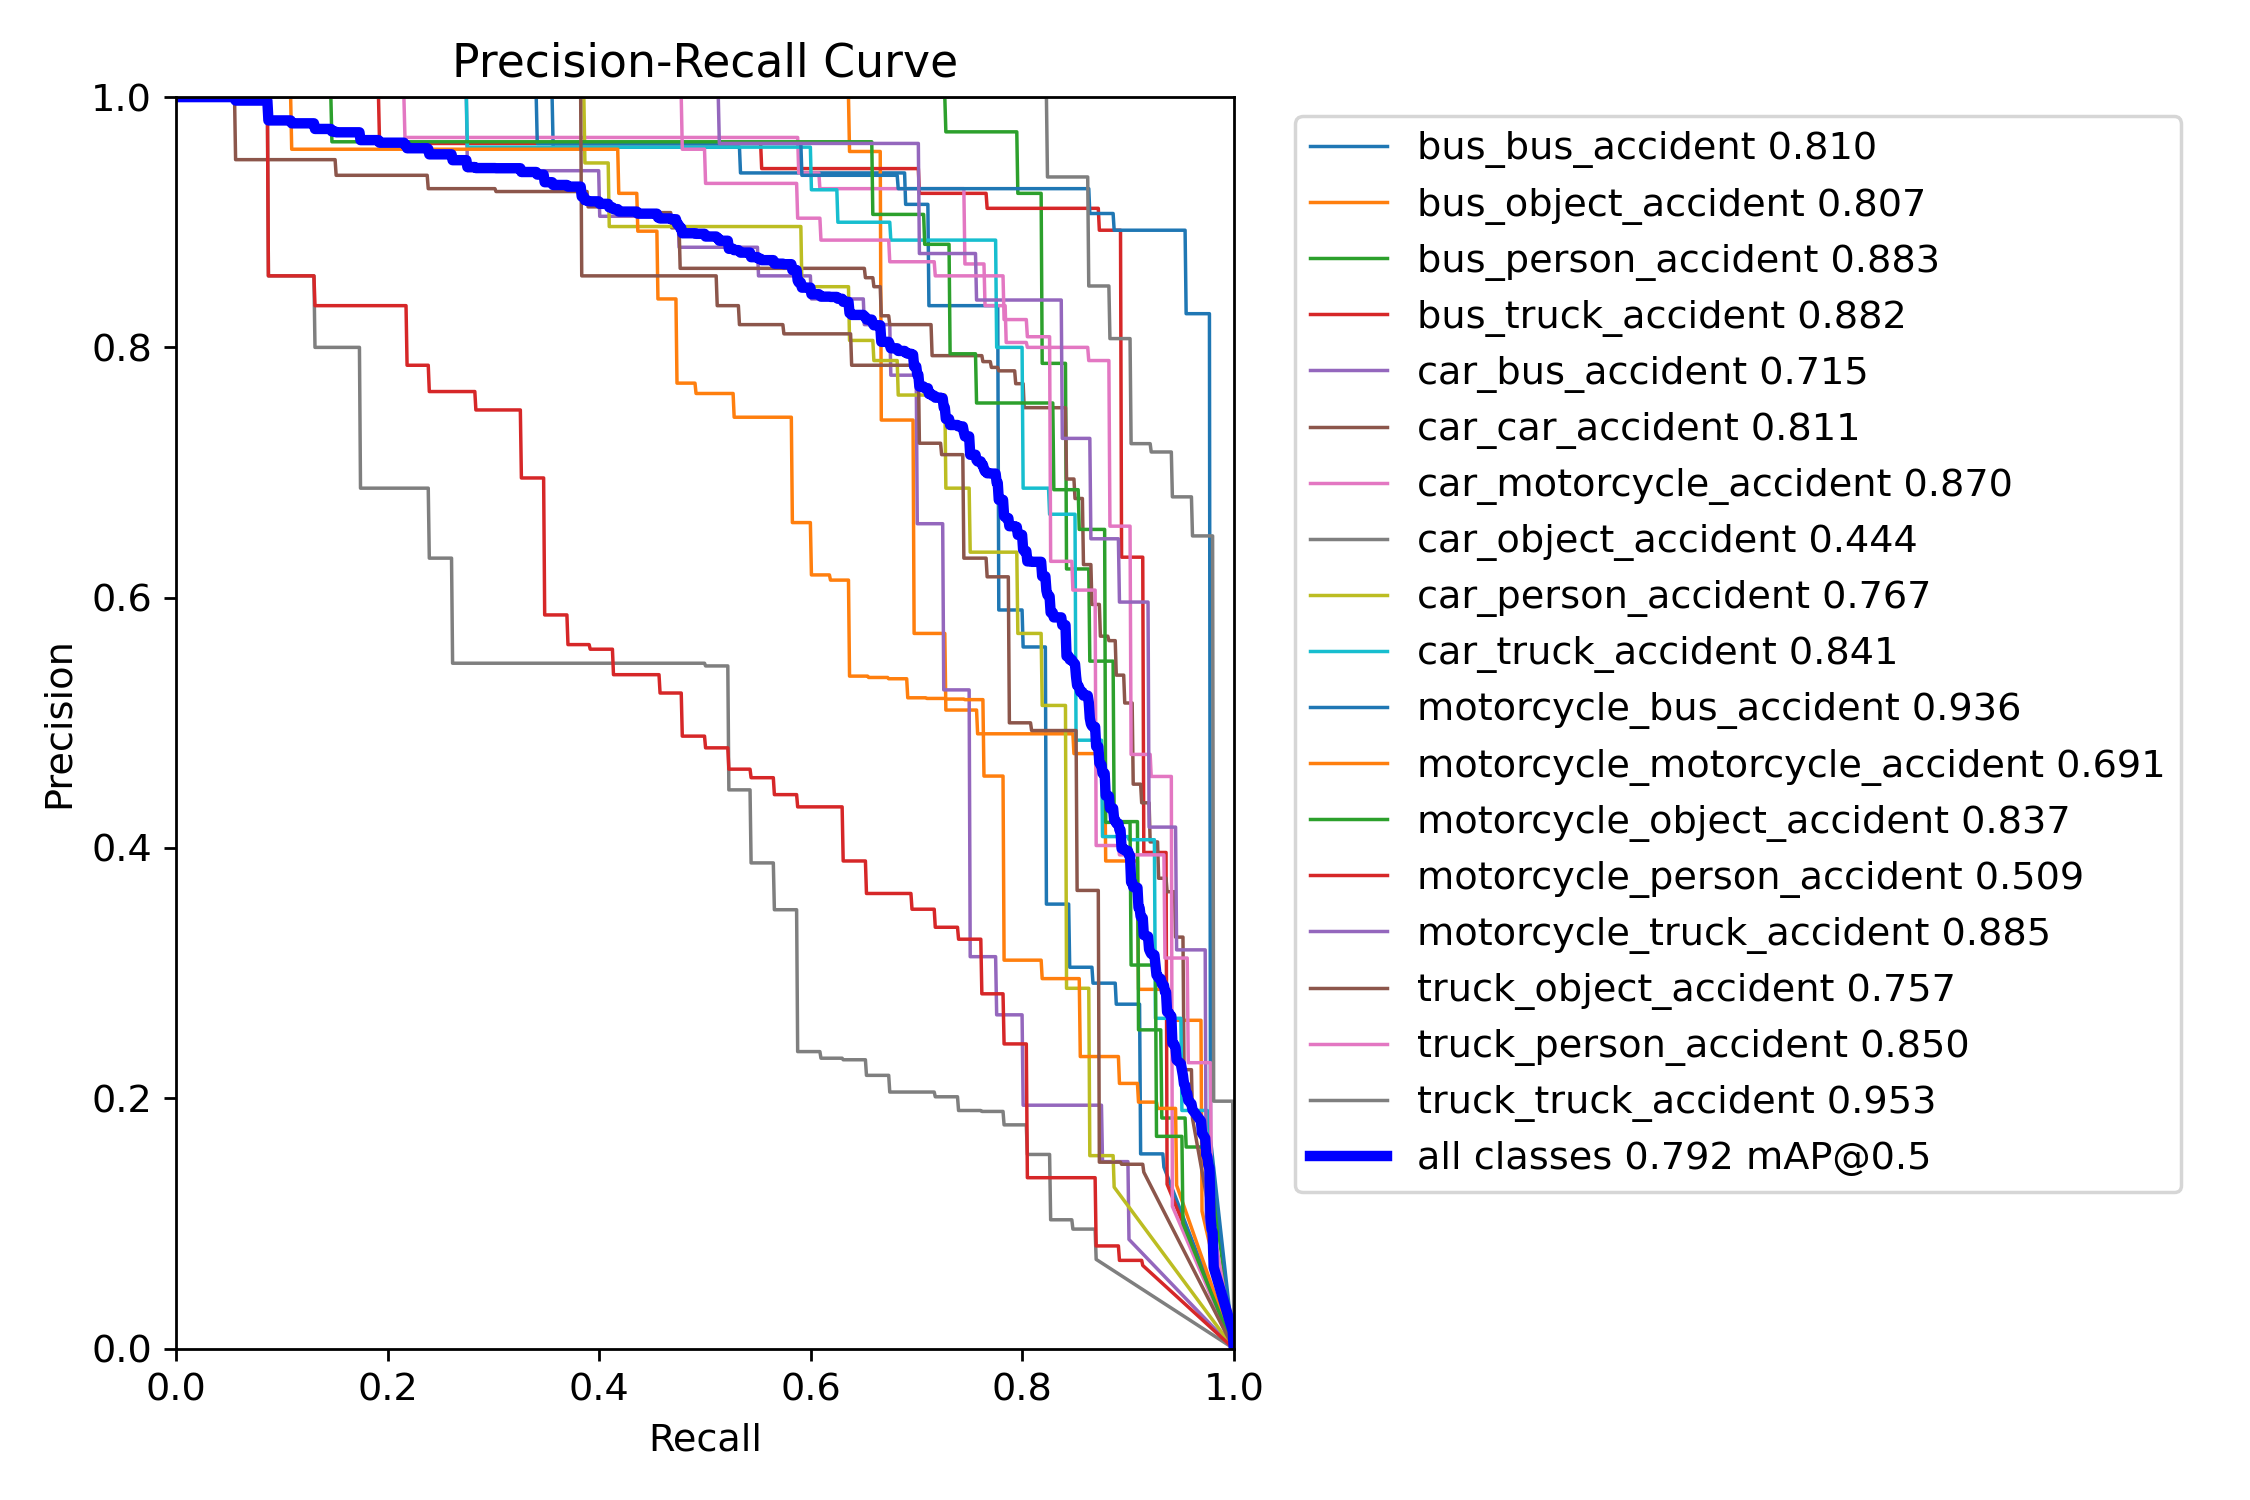 Precision-Recall Curve
1.0
0.8
0.6
0.4
0.2
0.0
Precision
0.0 0.2 0.4 0.6 0.8 1.0
Recall
bus_bus_accident 0.810
bus_object_accident 0.807
bus_person_accident 0.883
bus_truck_accident 0.882
car_bus_accident 0.715
car_car_accident 0.811
car_motorcycle_accident 0.870
car_object_accident 0.444
car_person_accident 0.767
car_truck_accident 0.841
motorcycle_bus_accident 0.936
motorcycle_motorcycle_accident 0.691
motorcycle_object_accident 0.837
motorcycle_person_accident 0.509
motorcycle_truck_accident 0.885
truck_object_accident 0.757
truck_person_accident 0.850
truck_truck_accident 0.953
all classes 0.792 mAP@0.5